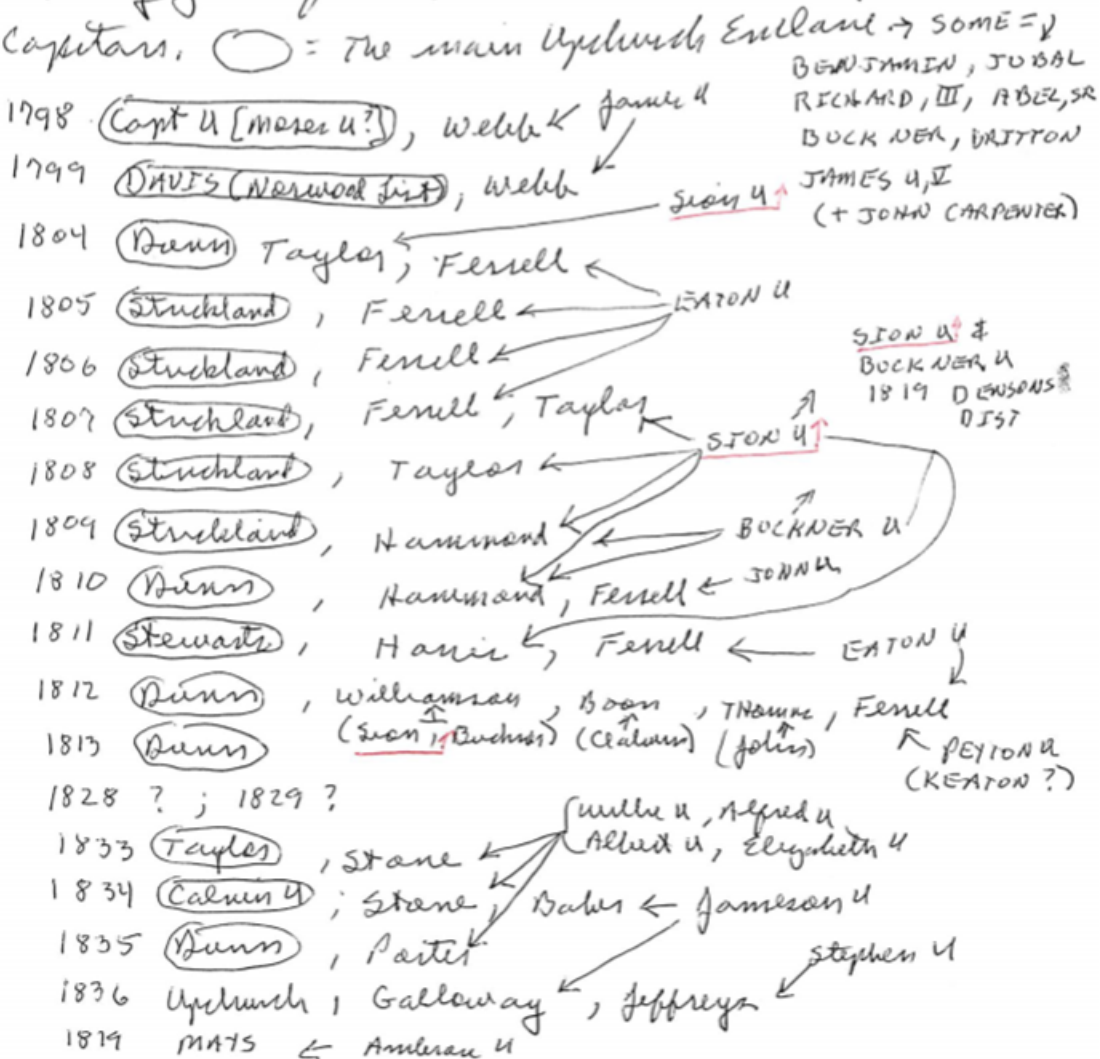 Capitans. = The main Upchurch Enclave → SOME =
BENJAMIN, JUBAL
RICHARD, III, ABEL, SR
BUCKNER, BRITTON
JAMES U, V
(+ JOHN CARPENTER)
1798 Capt U [Moses U?], Webb ← James U
1799 DAVIS (Norwood List), Webb
Sion U
1804 Dunn Taylor, Ferrell
EATON U
1805 Strickland, Ferrell
SION U &
BUCKNER U
1819 DENSONS
DIST
1806 Strickland, Ferrell
1807 Strickland, Ferrell, Taylor
SION U
1808 Strickland, Taylor
1809 Strickland, Hammond
BUCKNER U
1810 Dunn, Hammond, Ferrell ← JOHN U
1811 Stewarts, Harris, Ferrell ← EATON U
1812 Dunn, Williamson, Boon, THomas, Ferrell
(Sion, Buckner) (Calvin) (John)
1813 Dunn
PEYTON U
(KEATON ?)
1828 ? ; 1829 ?
Willie U, Alfred U
Albert U, Elizabeth U
1833 Taylor, Stone
1834 Calvin U ; Stone, Baker ← Jameson U
1835 Dunn, Porter
Stephen U
1836 Upchurch, Galloway, Jeffreys
1819 MAYS ← Ambrose U